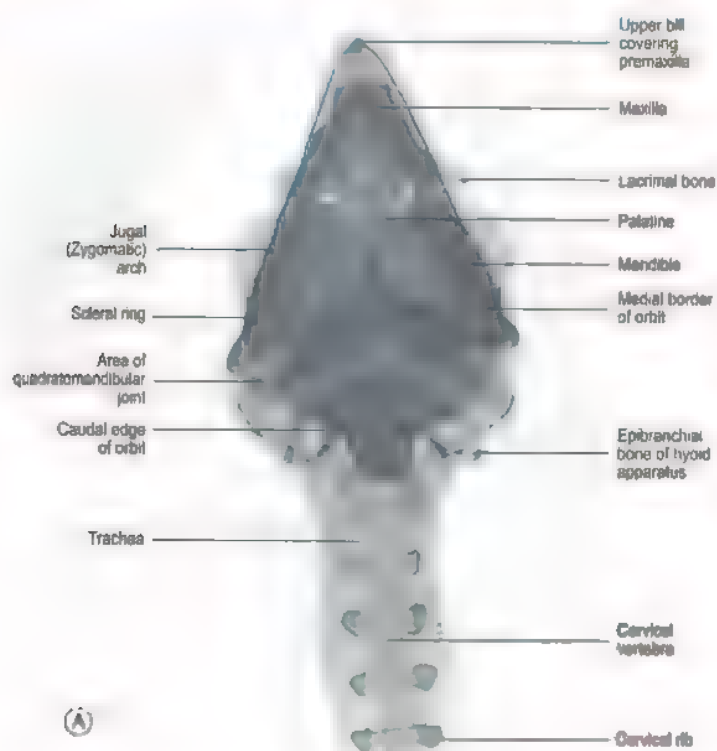 Upper bill
covering
premaxilla
Maxilla
Lacrimal bone
Palatine
Mandible
Medial border
of orbit
Epibranchial
bone of hyoid
apparatus
Cervical
vertebra
Cervical rib
Jugal
(Zygomatic)
arch
Scleral ring
Area of
quadratomandibular
joint
Caudal edge
of orbit
Trachea
A